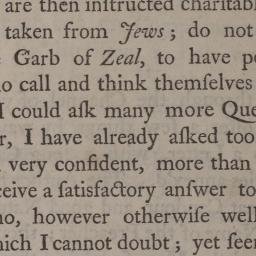 are then inſtructed charitabl
taken from Jews; do not
Garb of Zeal, to have pe
o call and think themſelves
I could aſk many more Que
r, I have already aſked too
very confident, more than
ceive a ſatisfactory anſwer to
ho, however otherwiſe well
hich I cannot doubt; yet ſeem